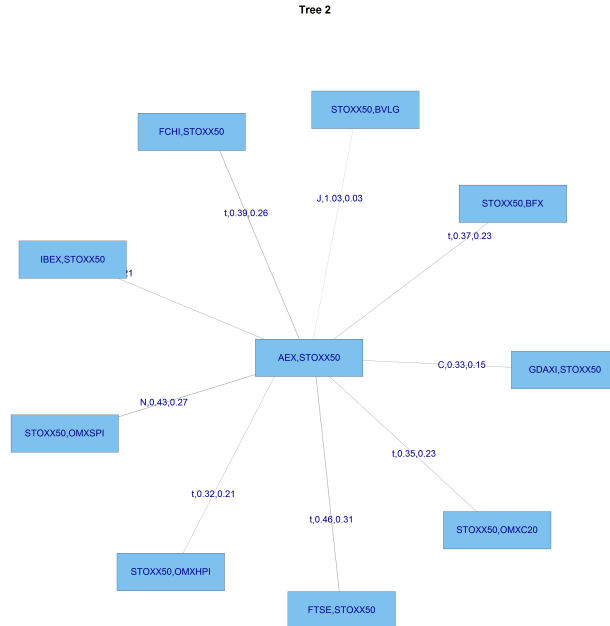 Tree 2
STOXX50,BVLG
FCHI,STOXX50
J,1.03,0.03
STOXX50,BFX
t,0.39,0.26
t,0.37,0.23
IBEX,STOXX50
21
AEX,STOXX50
C,0.33,0.15
GDAXI,STOXX50
N,0.43,0.27
STOXX50,OMXSPI
t,0.35,0.23
t,0.32,0.21
t,0.46,0.31
STOXX50,OMXC20
STOXX50,OMXHPI
FTSE,STOXX50